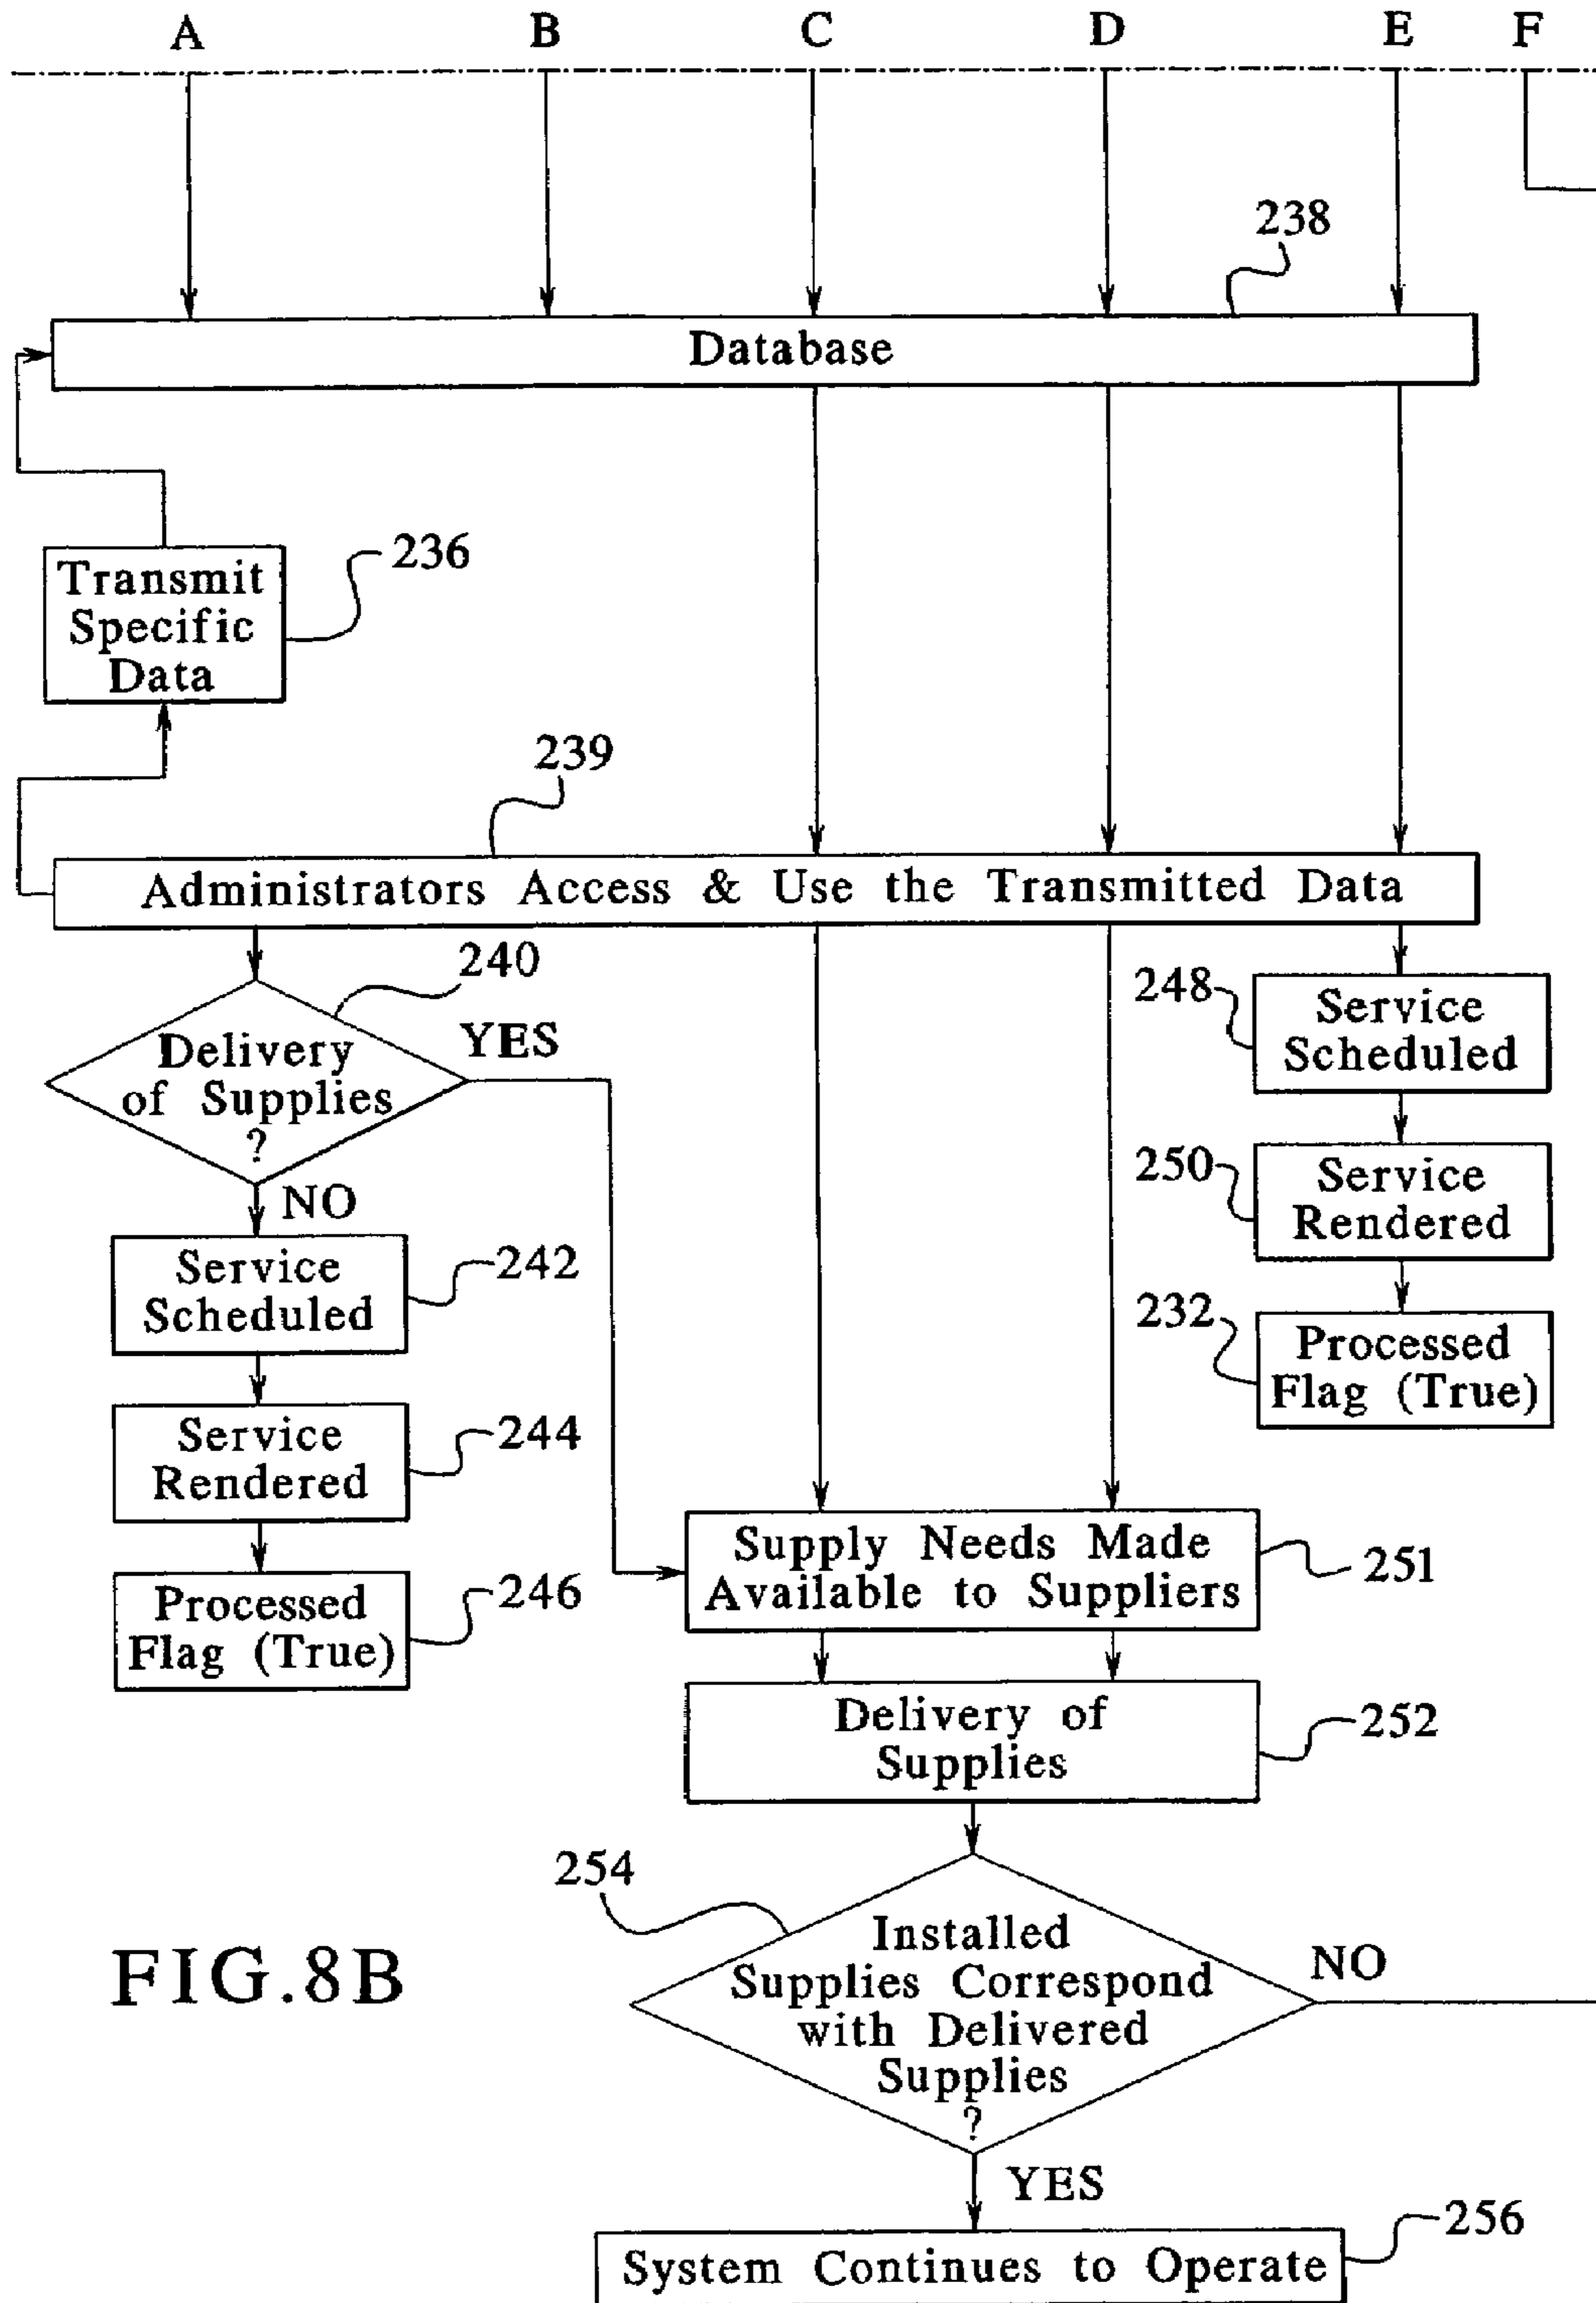 A B C D E F
238
Database
236
Transmit
Specific
Data
239
Administrators Access & Use the Transmitted Data
240
Delivery
of Supplies
?
YES
NO
248
Service
Scheduled
250
Service
Rendered
232
Processed
Flag (True)
Service
Scheduled
242
Service
Rendered
244
Processed
Flag (True)
246
Supply Needs Made
Available to Suppliers
251
Delivery of
Supplies
252
254
Installed
Supplies Correspond
with Delivered
Supplies
?
NO
YES
FIG.8B
System Continues to Operate
256